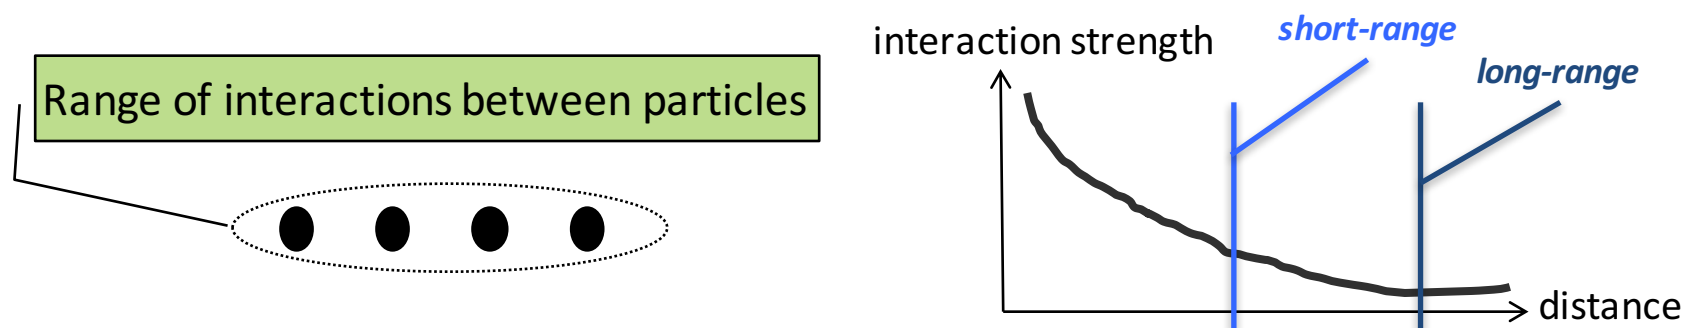 Range of interactions between particles
interaction strength
short-range
long-range
distance